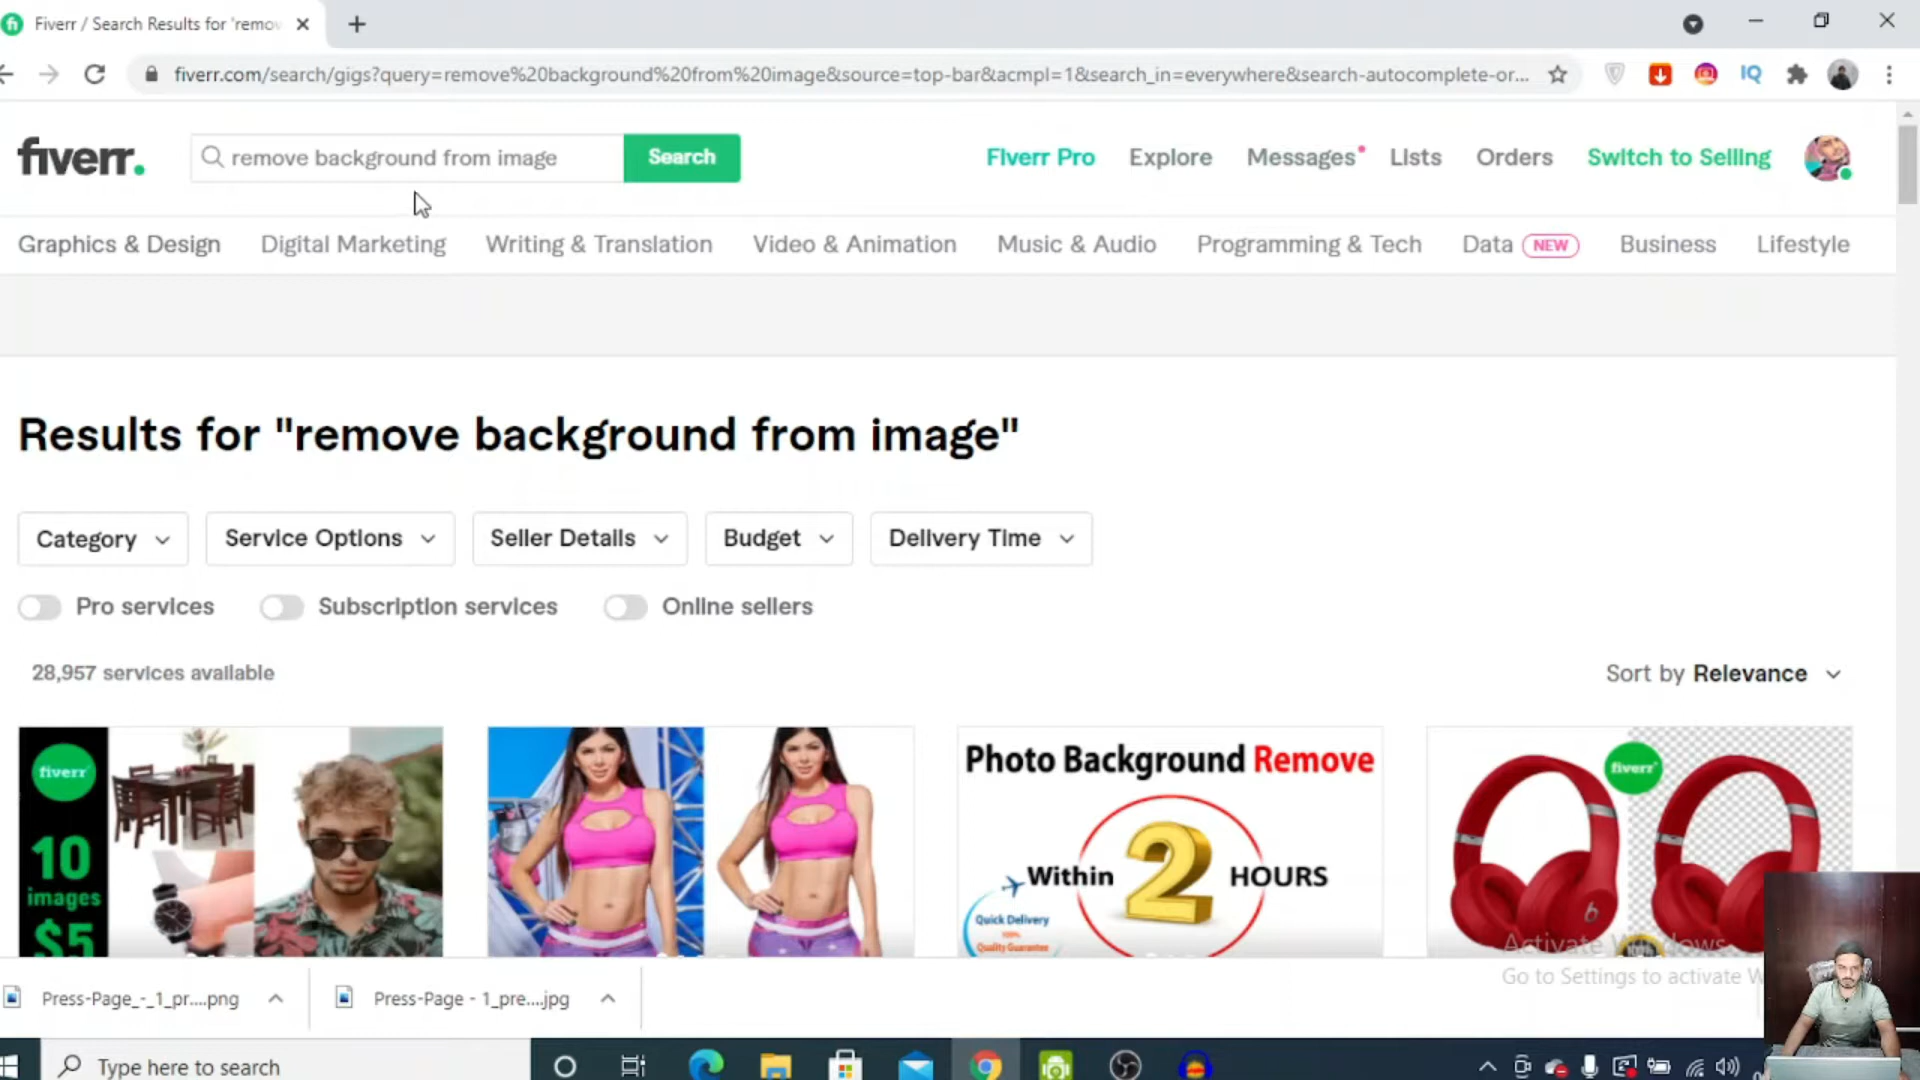 Fiverr / Search Results for 'remov
fiverr.com/search/gigs?query=remove%20background%20from%20image&source=top-bar&acmpl=1&search_in=everywhere&search-autocomplete-or...
IQ
fiverr.
remove background from image
Search
Fiverr Pro
Explore
Messages
Lists
Orders
Switch to Selling
Graphics & Design
Digital Marketing
Writing & Translation
Video & Animation
Music & Audio
Programming & Tech
Data NEW
Business
Lifestyle
Results for "remove background from image"
Category
Service Options
Seller Details
Budget
Delivery Time
Pro services
Subscription services
Online sellers
28,957 services available
Sort by Relevance
fiverr
10
images
$5
Photo Background Remove
Within 2 HOURS
Quick Delivery
100%
Quality Guarantee
fiverr
Activate Windows
Go to Settings to activate W
Press-Page_-_1_pr....png
Press-Page - 1_pre....jpg
Type here to search